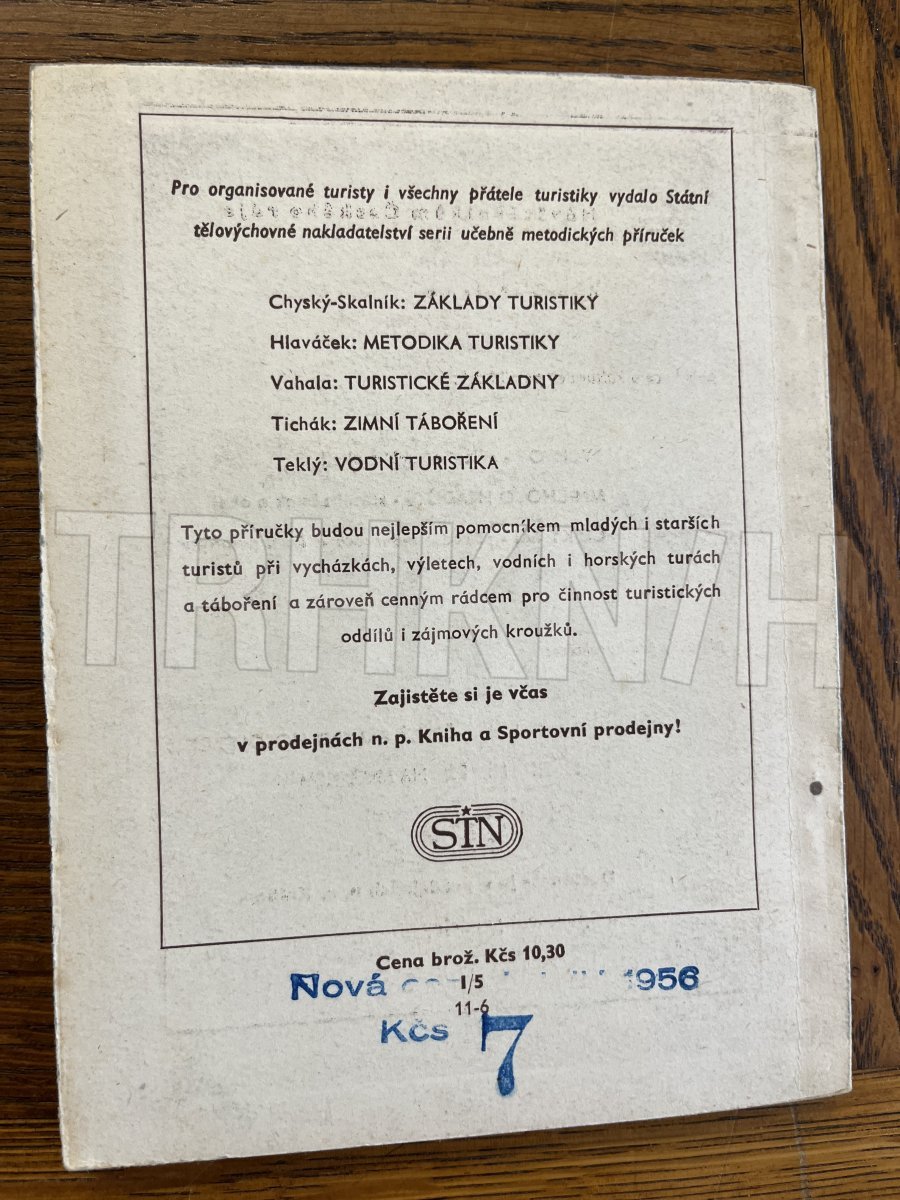 Pro organisované turisty i všechny přátele turistiky vydalo Státní
tělovýchovné nakladatelství serii učebně metodických příruček
Chyský-Skalník: ZÁKLADY TURISTIKY
Hlaváček: METODIKA TURISTIKY
Vahala: TURISTICKÉ ZÁKLADNY
Tichák: ZIMNÍ TÁBOŘENÍ
Teklý: VODNÍ TURISTIKA
Tyto příručky budou nejlepším pomocníkem mladých i starších
turistů při vycházkách, výletech, vodních i horských turách
a táboření a zároveň cenným rádcem pro činnost turistických
oddílů i zájmových kroužků.
TRHKNIH
Zajistěte si je včas
v prodejnách n. p. Kniha a Sportovní prodejny!
STN
Cena brož. Kčs 10,30
Nová 1956
1/5
11-6
Kčs 7